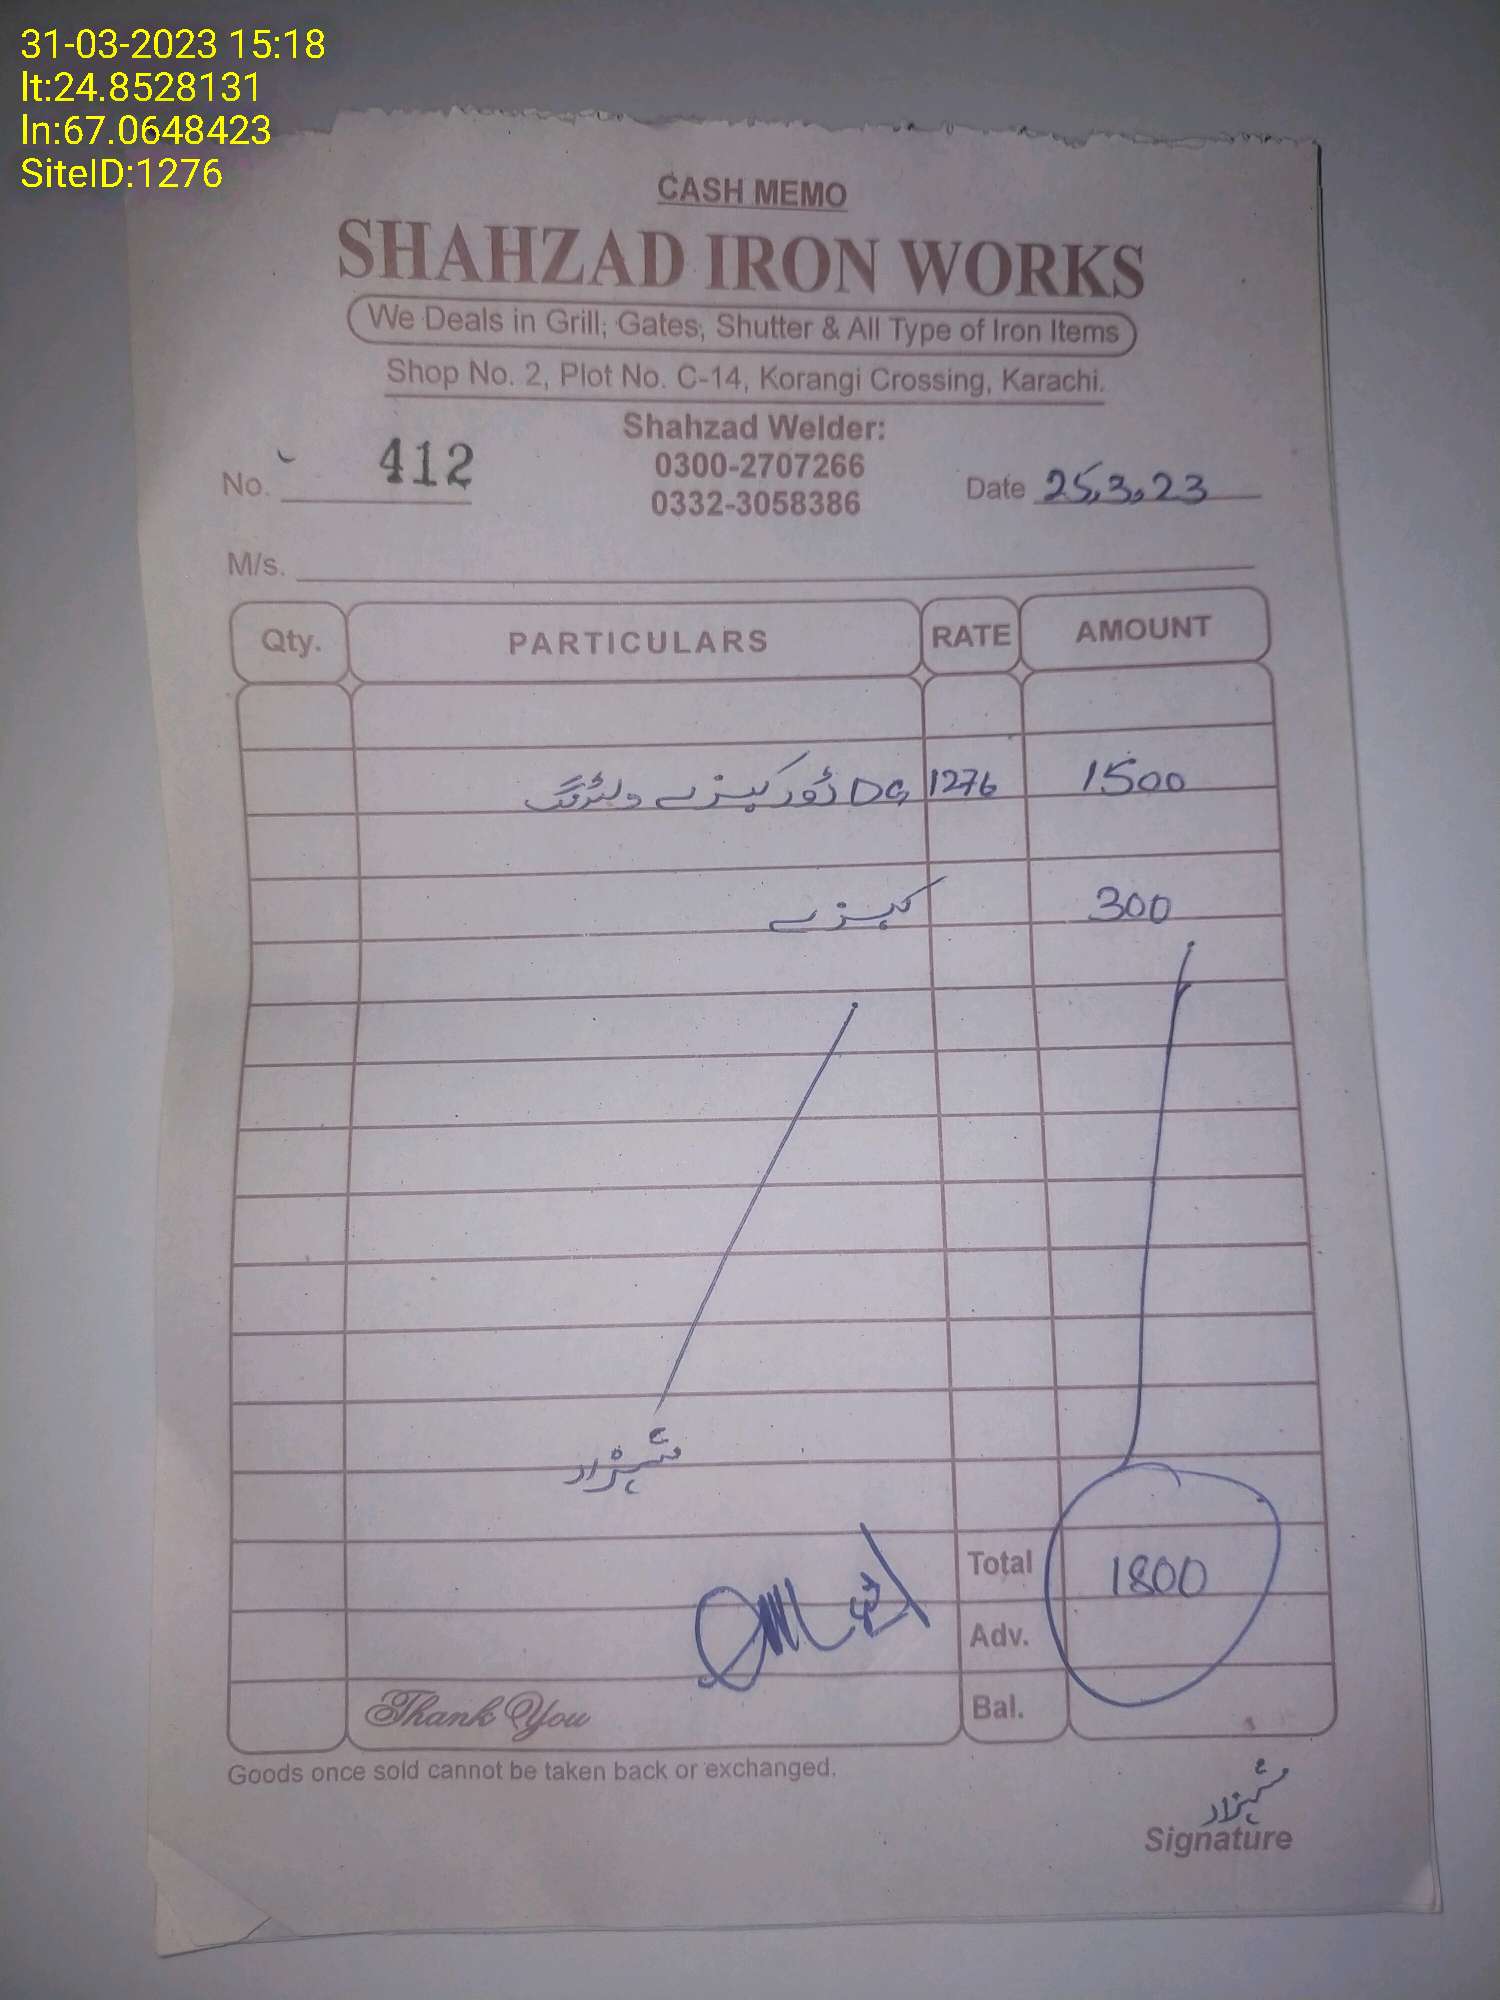 31-03-2023 15:18
lt:24.8528131
ln:67.0648423
SiteID:1276
CASH MEMO
SHAHZAD IRON WORKS
We Deals in Grill, Gates, Shutter & All Type of Iron Items
Shop No. 2, Plot No. C-14, Korangi Crossing, Karachi.
Shahzad Welder:
0300-2707266
0332-3058386
No. 412
Date 25.3.23
M/s.
Qty. PARTICULARS RATE AMOUNT
DG ڈور کبزے ولڈنگ 1276 1500
کبزے 300
شہزاد
Total 1800
Adv.
Bal.
Thank You
Goods once sold cannot be taken back or exchanged.
شہزاد
Signature